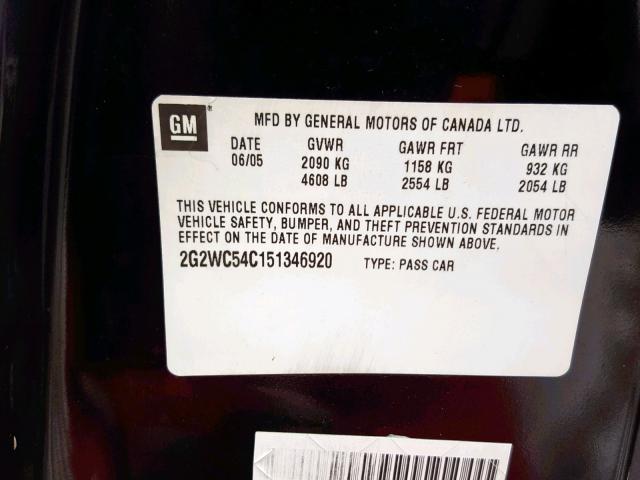 GM ® MFD BY GENERAL MOTORS OF CANADA LTD.
DATE GVWR GAWR FRT GAWR RR
06/05 2090 KG 1158 KG 932 KG
4608 LB 2554 LB 2054 LB
THIS VEHICLE CONFORMS TO ALL APPLICABLE U.S. FEDERAL MOTOR
VEHICLE SAFETY, BUMPER, AND THEFT PREVENTION STANDARDS IN
EFFECT ON THE DATE OF MANUFACTURE SHOWN ABOVE.
2G2WC54C151346920 TYPE: PASS CAR